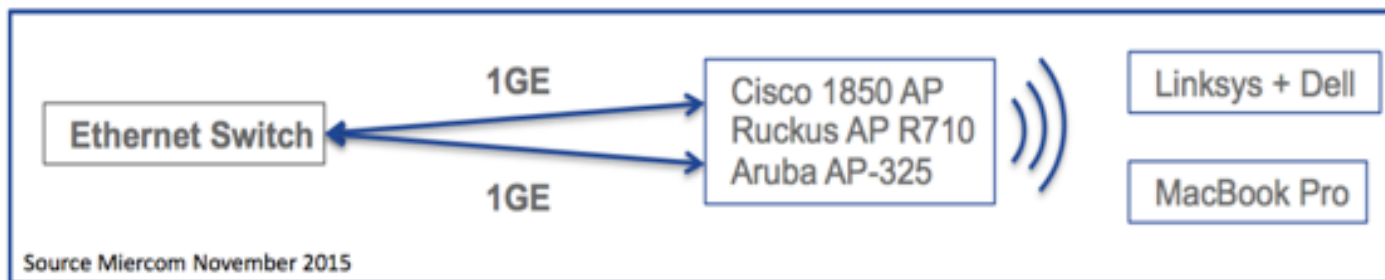 1GE
Ethernet Switch
1GE
Cisco 1850 AP
Ruckus AP R710
Aruba AP-325
Linksys + Dell
MacBook Pro
Source Miercom November 2015